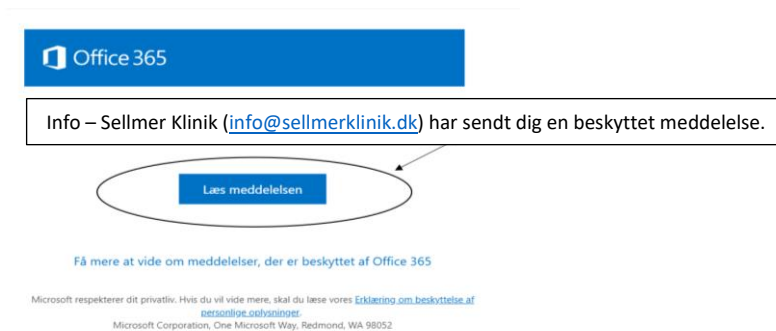 Office 365
Info – Sellmer Klinik (info@sellmerklinik.dk) har sendt dig en beskyttet meddelelse.
Læs meddelelsen
Få mere at vide om meddelelser, der er beskyttet af Office 365
Microsoft respekterer dit privatliv. Hvis du vil vide mere, skal du læse vores Erklæring om beskyttelse af
personlige oplysninger.
Microsoft Corporation, One Microsoft Way, Redmond, WA 98052